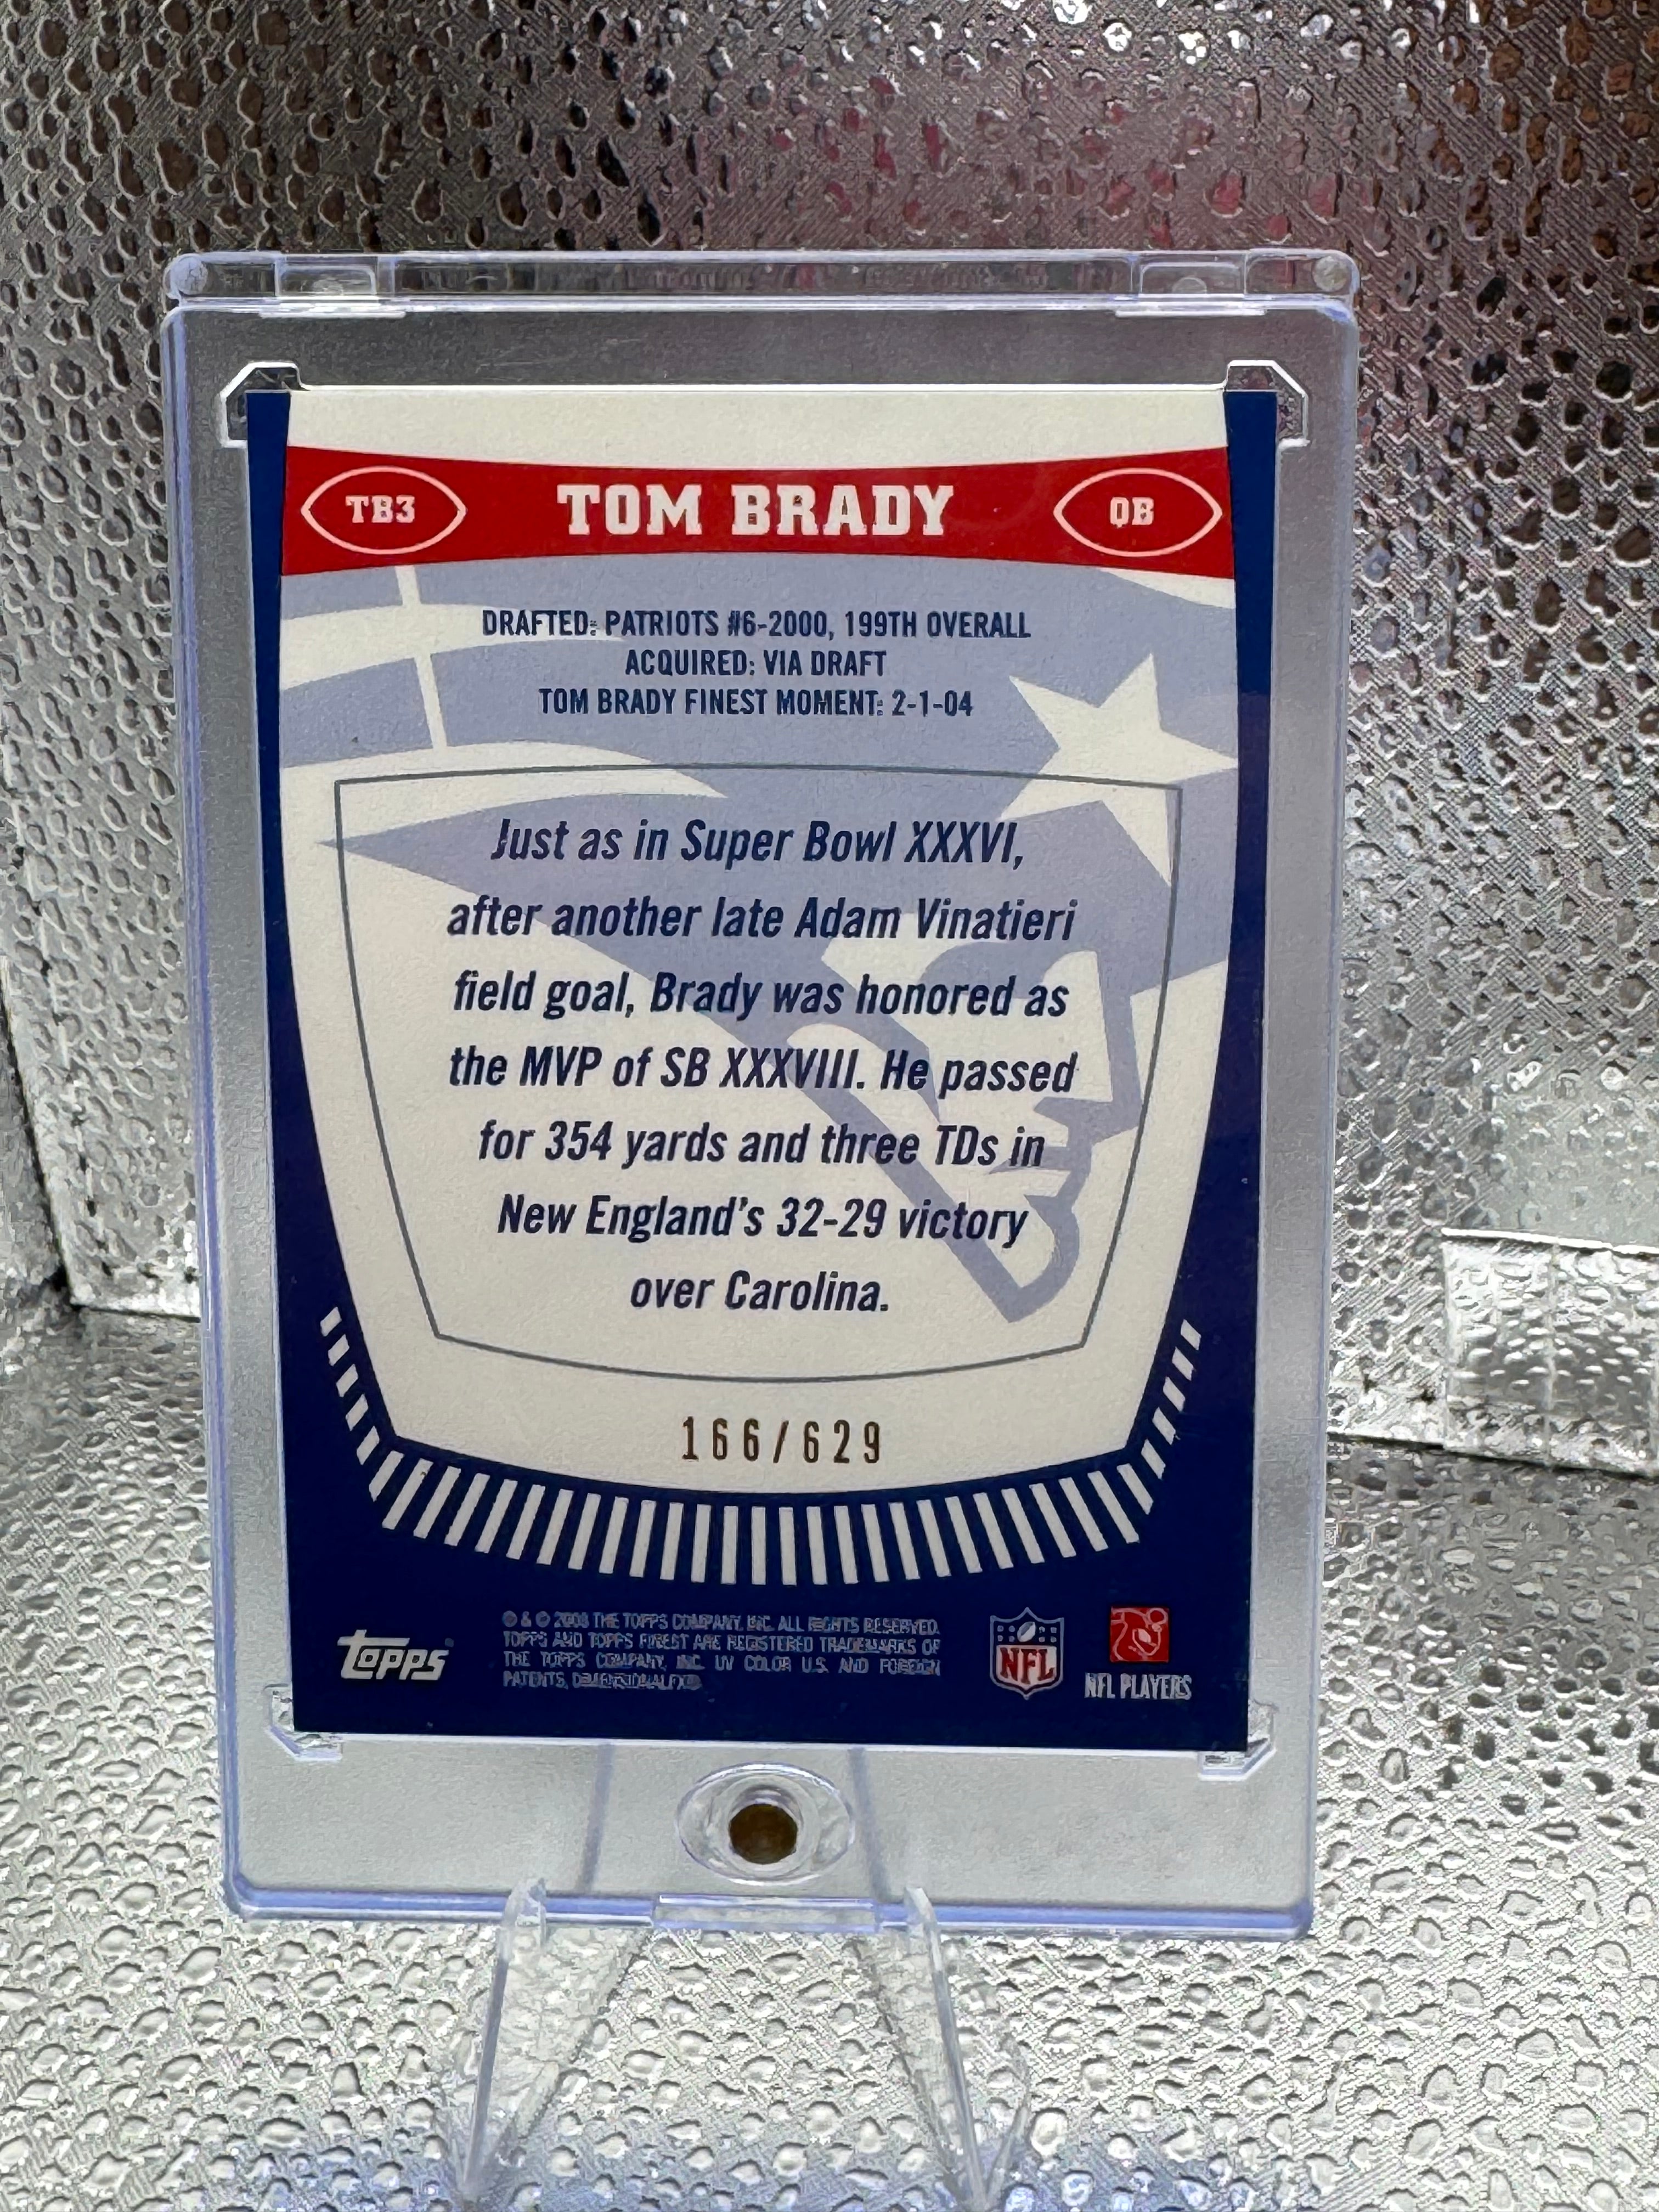 TB3
TOM BRADY
QB
DRAFTED: PATRIOTS #6-2000, 199TH OVERALL
ACQUIRED: VIA DRAFT
TOM BRADY FINEST MOMENT: 2-1-04
Just as in Super Bowl XXXVI,
after another late Adam Vinatieri
field goal, Brady was honored as
the MVP of SB XXXVIII. He passed
for 354 yards and three TDs in
New England's 32-29 victory
over Carolina.
166/629
topps
® & © 2008 THE TOPPS COMPANY, INC. ALL RIGHTS RESERVED.
TOPPS AND TOPPS FINEST ARE REGISTERED TRADEMARKS OF
THE TOPPS COMPANY, INC. UV COLOR U.S. AND FOREIGN
PATENTS,
NFL
NFL PLAYERS